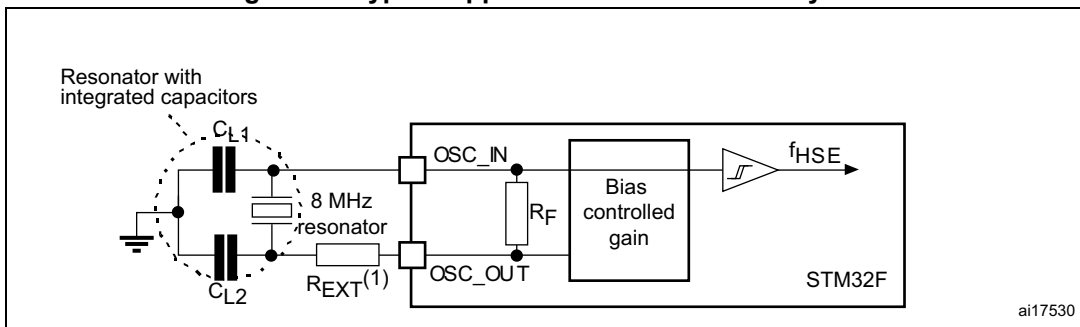 Resonator with
integrated capacitors
CL1
OSC_IN
fHSE
8 MHz
resonator
RF
Bias
controlled
gain
REXT(1)
OSC_OUT
STM32F
CL2
ai17530